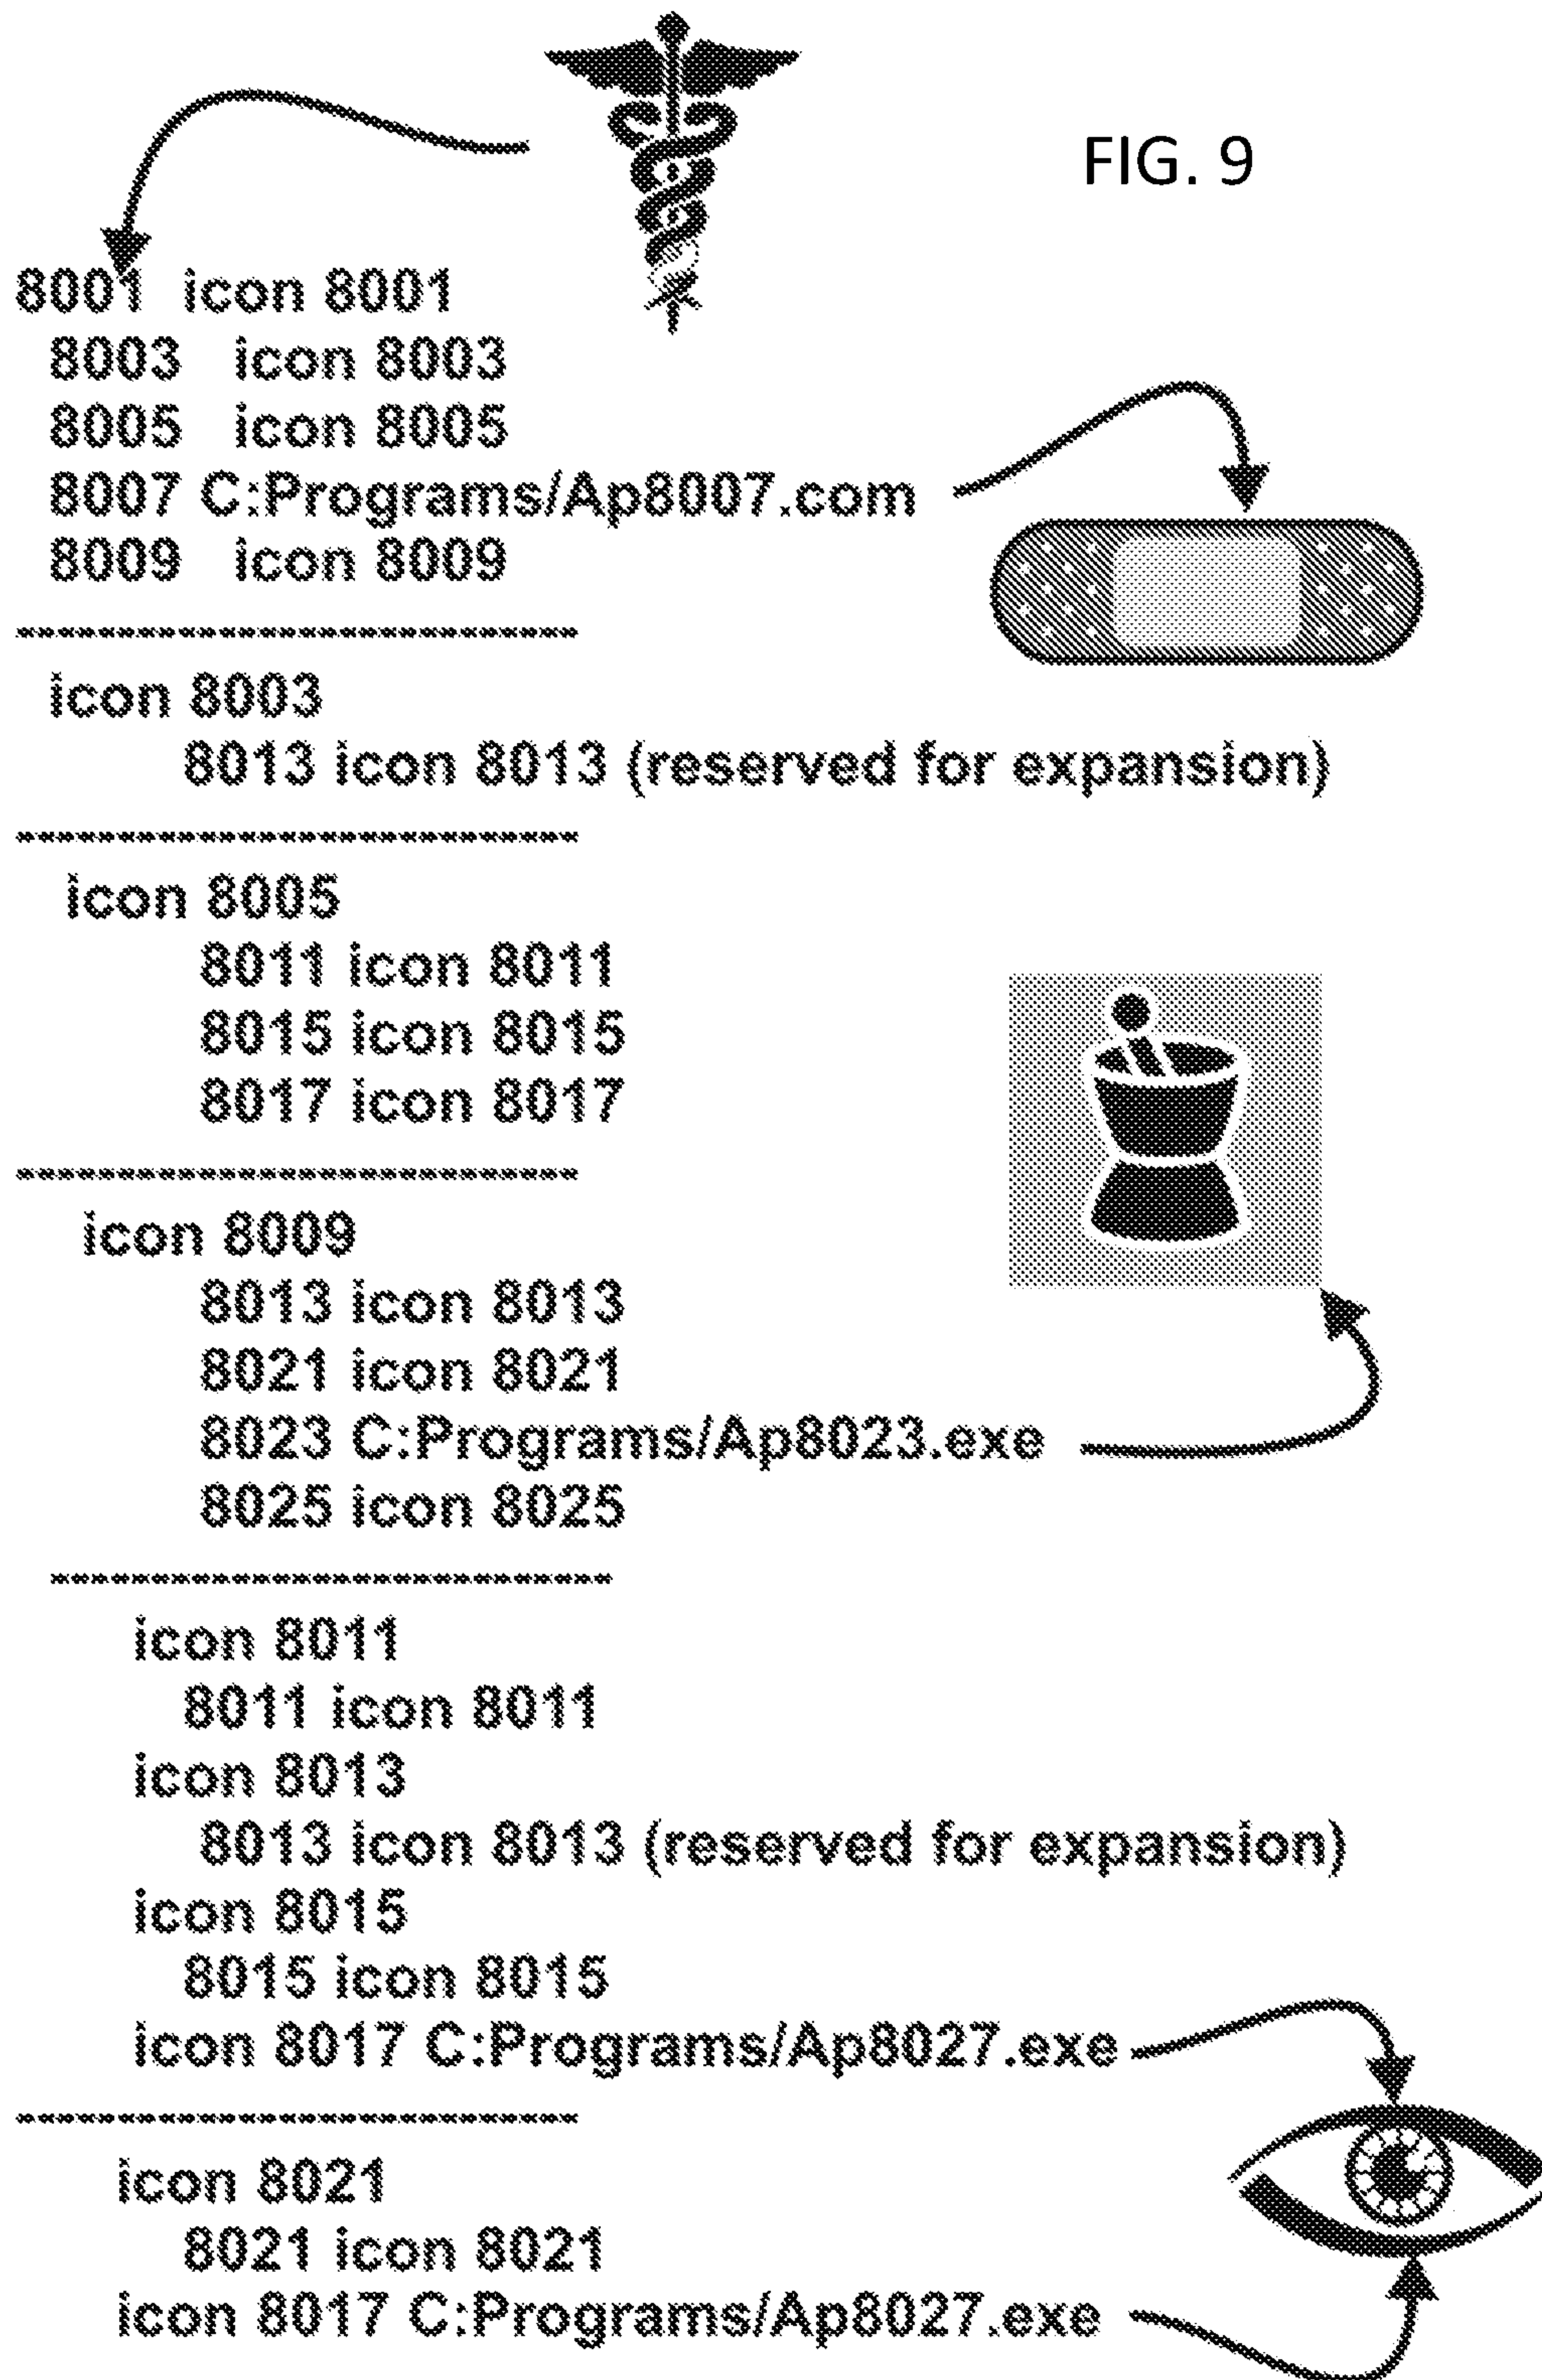 FIG. 9
8001 icon 8001
8003 icon 8003
8005 icon 8005
8007 C:Programs/Ap8007.com
8009 icon 8009
----------------------------
icon 8003
8013 icon 8013 (reserved for expansion)
----------------------------
icon 8005
8011 icon 8011
8015 icon 8015
8017 icon 8017
----------------------------
icon 8009
8013 icon 8013
8021 icon 8021
8023 C:Programs/Ap8023.exe
8025 icon 8025
----------------------------
icon 8011
8011 icon 8011
icon 8013
8013 icon 8013 (reserved for expansion)
icon 8015
8015 icon 8015
icon 8017 C:Programs/Ap8027.exe
----------------------------
icon 8021
8021 icon 8021
icon 8017 C:Programs/Ap8027.exe